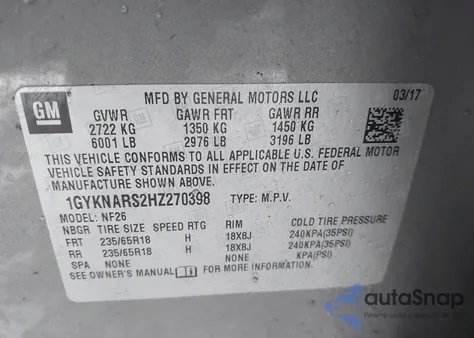 GM
MFD BY GENERAL MOTORS LLC 03/17
GVWR GAWR FRT GAWR RR
2722 KG 1350 KG 1450 KG
6001 LB 2976 LB 3196 LB
THIS VEHICLE CONFORMS TO ALL APPLICABLE U.S. FEDERAL MOTOR
VEHICLE SAFETY STANDARDS IN EFFECT ON THE DATE OF
MANUFACTURE SHOWN ABOVE.
1GYKNARS2HZ270398 TYPE: M.P.V.
MODEL: NF26
NBGR TIRE SIZE SPEED RTG RIM COLD TIRE PRESSURE
FRT 235/65R18 H 18X8J 240KPA(35PSI)
RR 235/65R18 H 18X8J 240KPA(35PSI)
SPA NONE NONE KPA(PSI)
SEE OWNER'S MANUAL i FOR MORE INFORMATION
autoSnap
Powered by auto.dev